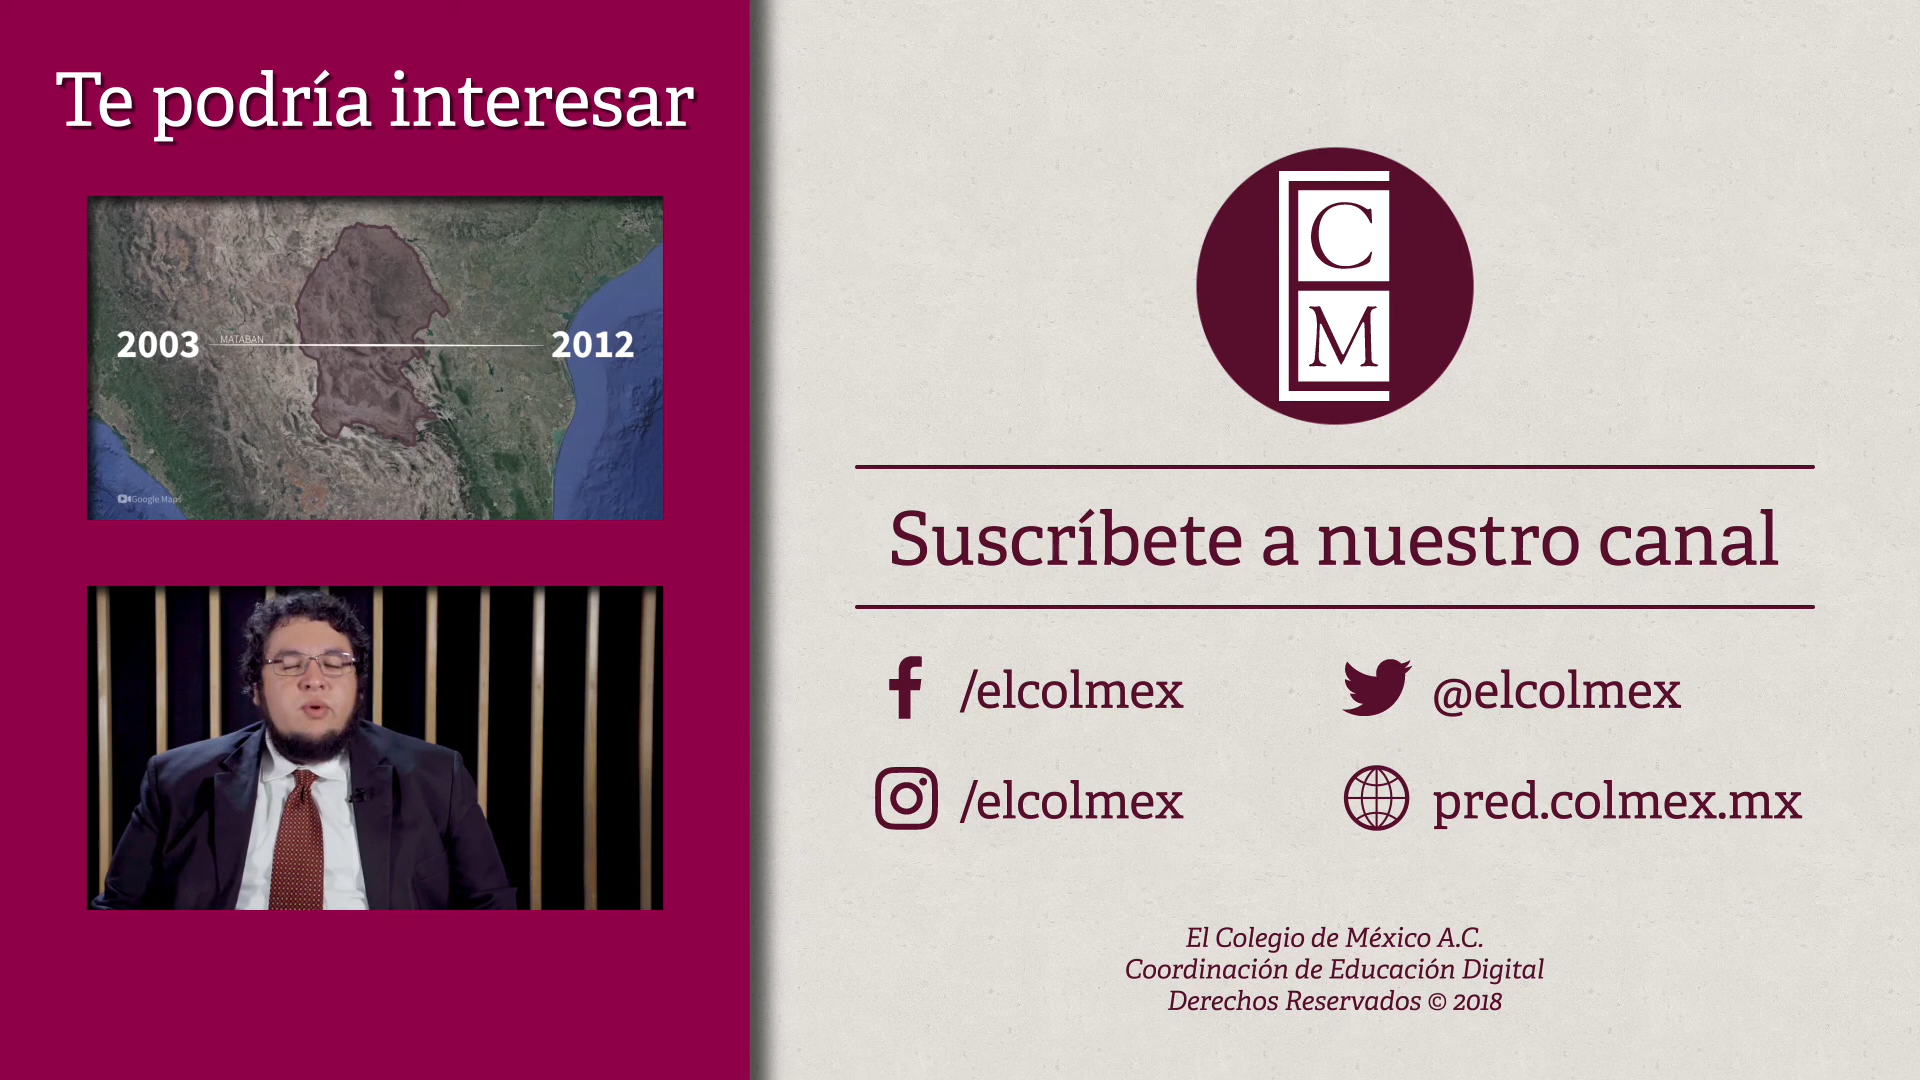 Te podría interesar
2003
MATABAN
2012
Google Maps
C
M
Suscríbete a nuestro canal
/elcolmex
@elcolmex
/elcolmex
pred.colmex.mx
El Colegio de México A.C.
Coordinación de Educación Digital
Derechos Reservados © 2018